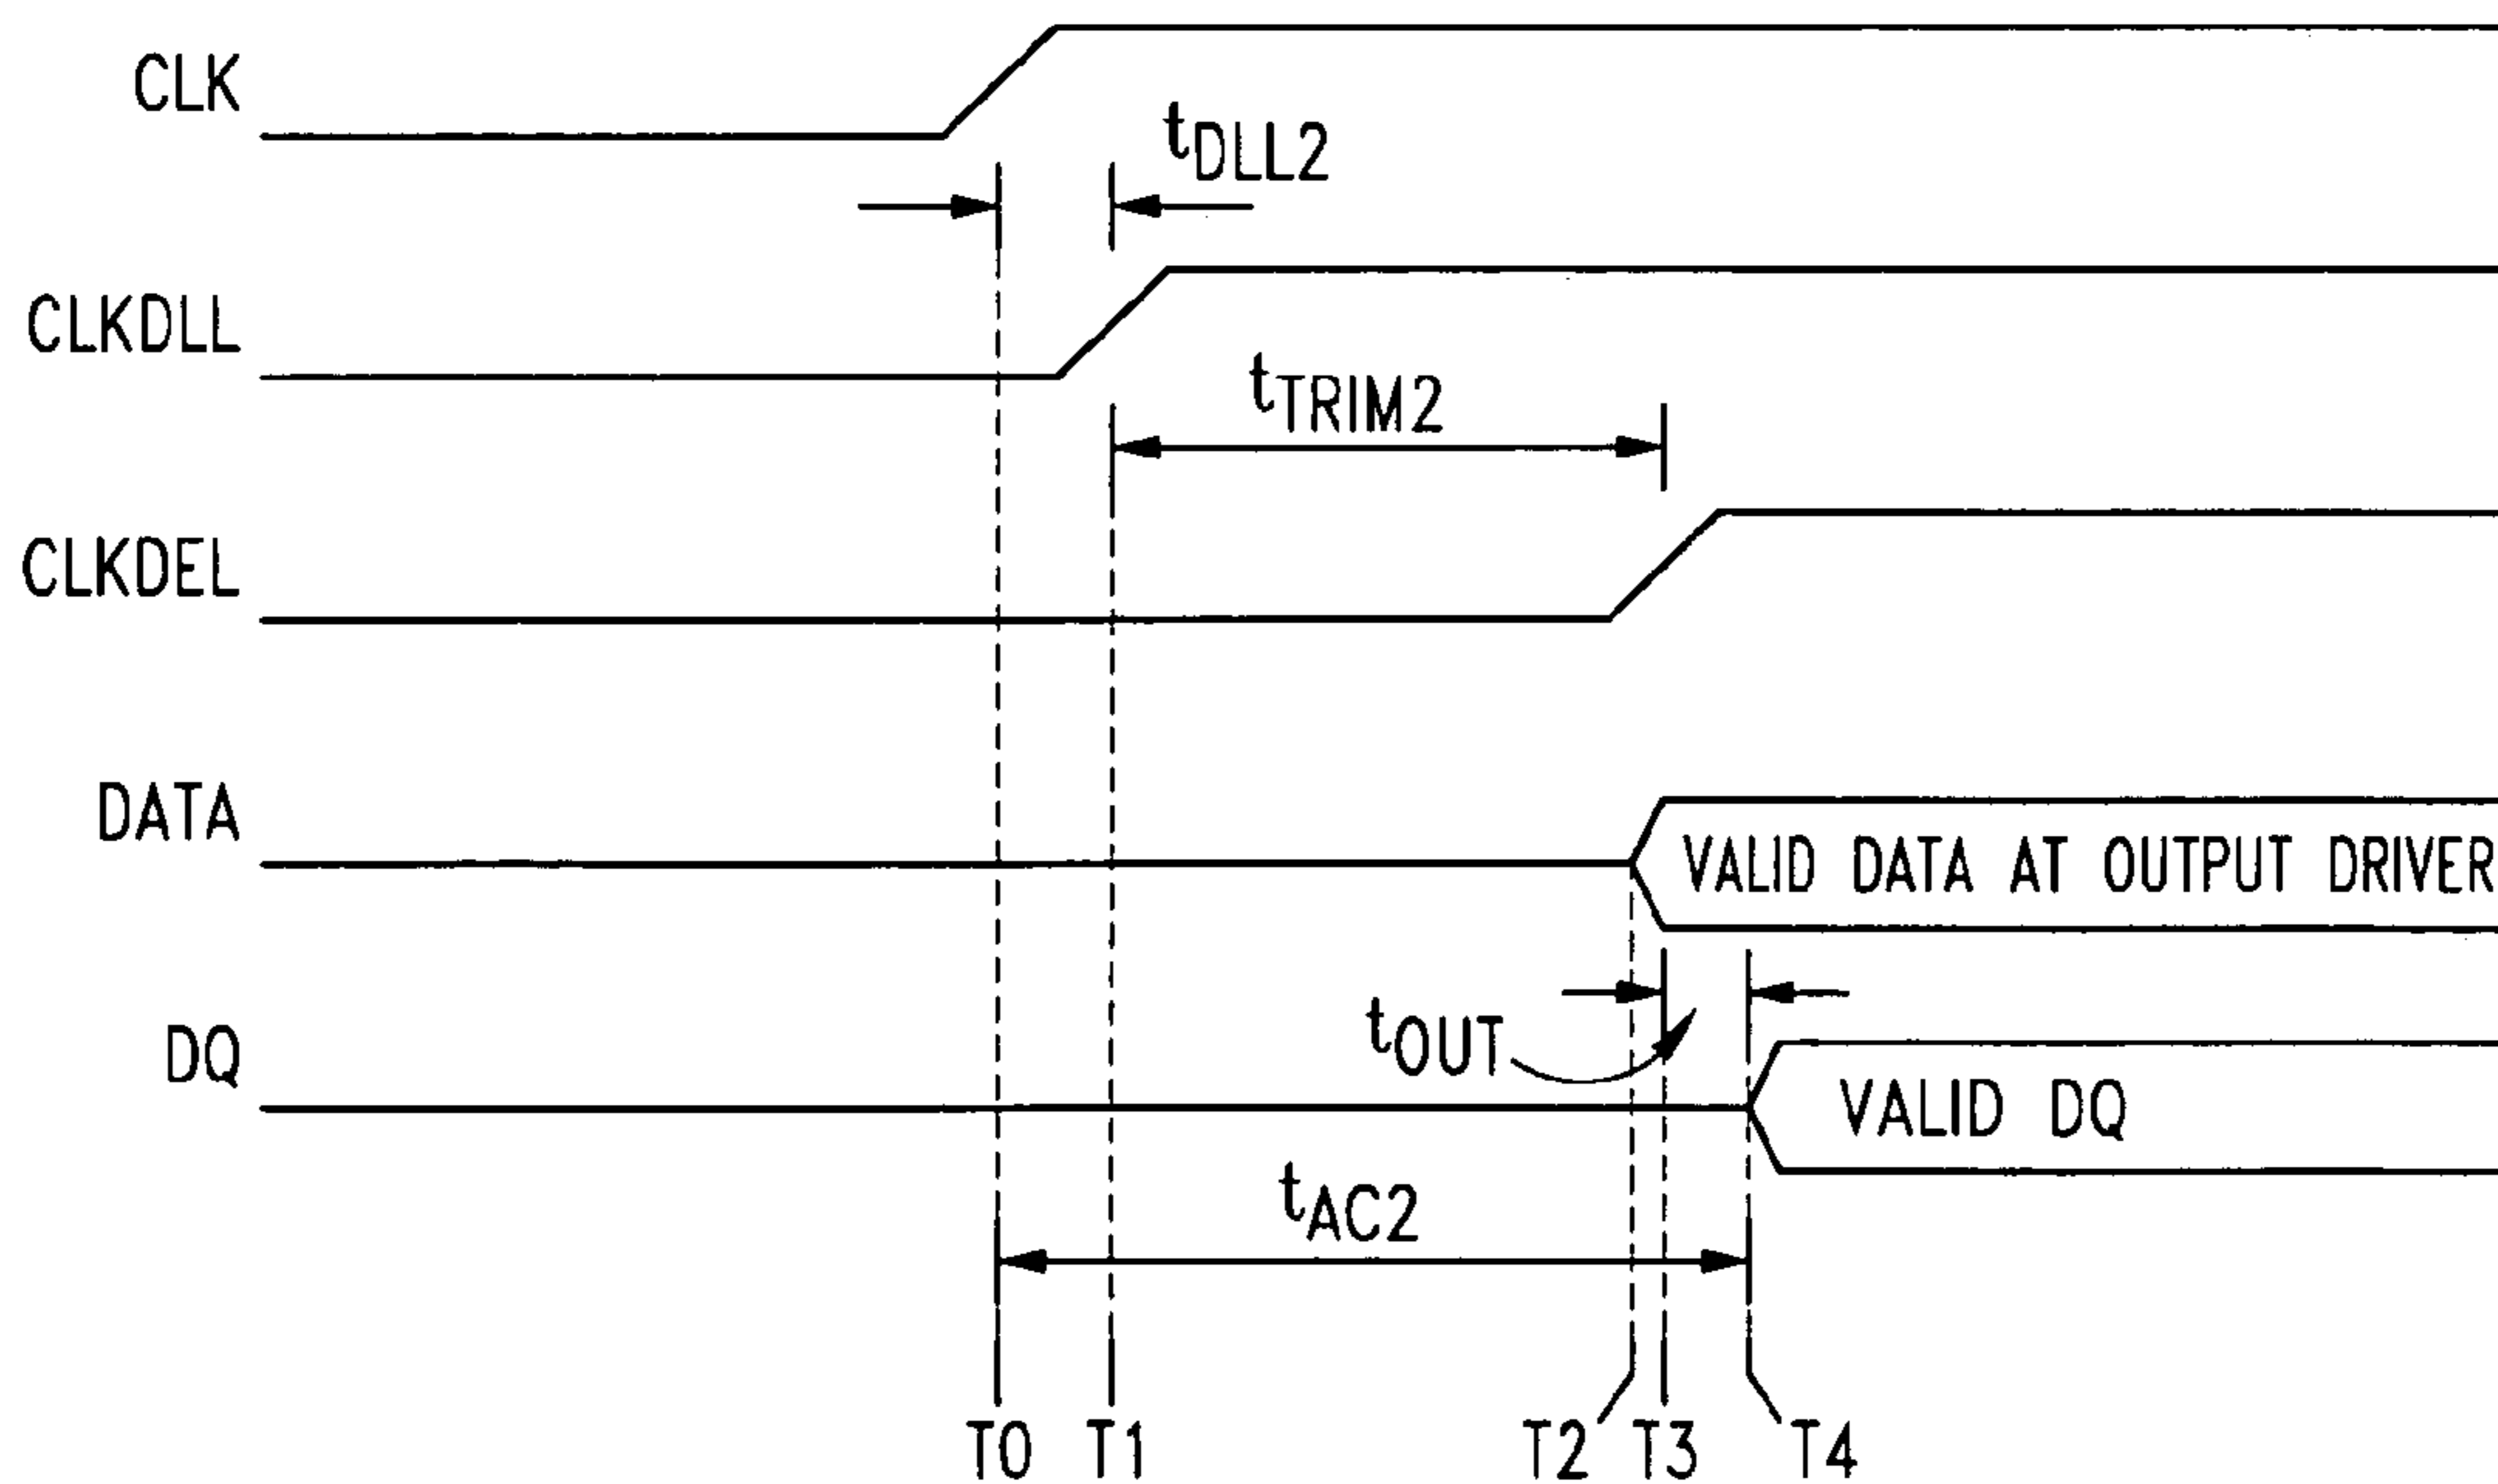 CLK
tDLL2
CLKDLL
tTRIM2
CLKDEL
DATA
VALID DATA AT OUTPUT DRIVER
tOUT
DQ
VALID DQ
tAC2
T0 T1 T2 T3 T4